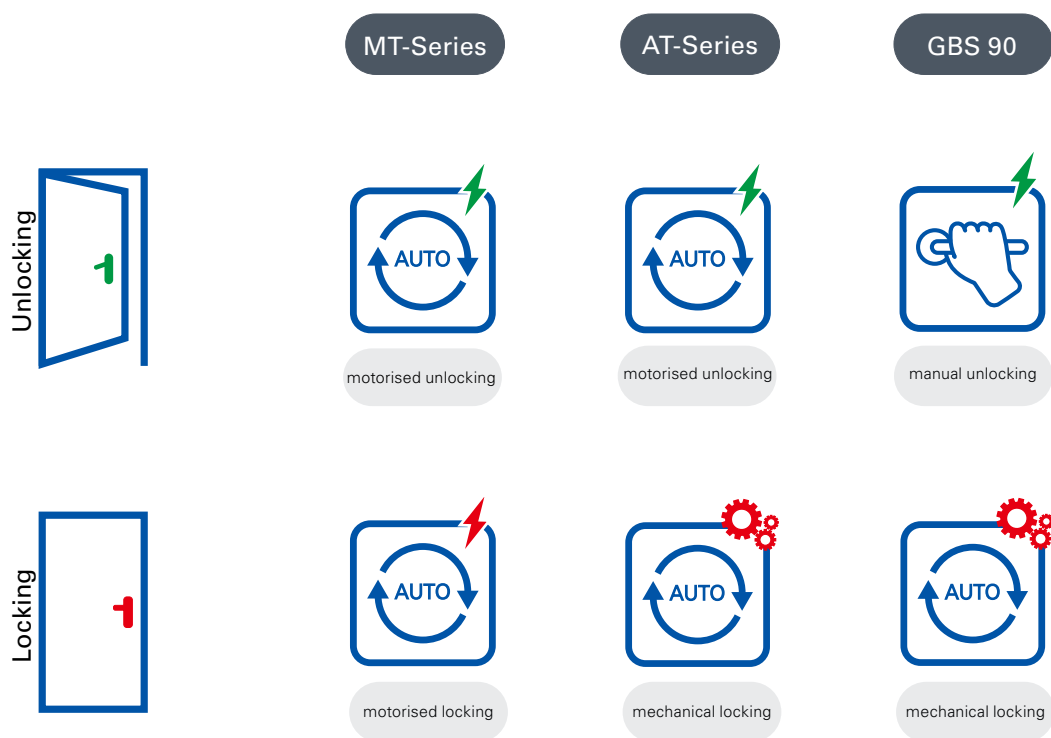 MT-Series
AT-Series
GBS 90
Unlocking
AUTO
AUTO
motorised unlocking
motorised unlocking
manual unlocking
Locking
AUTO
AUTO
AUTO
motorised locking
mechanical locking
mechanical locking